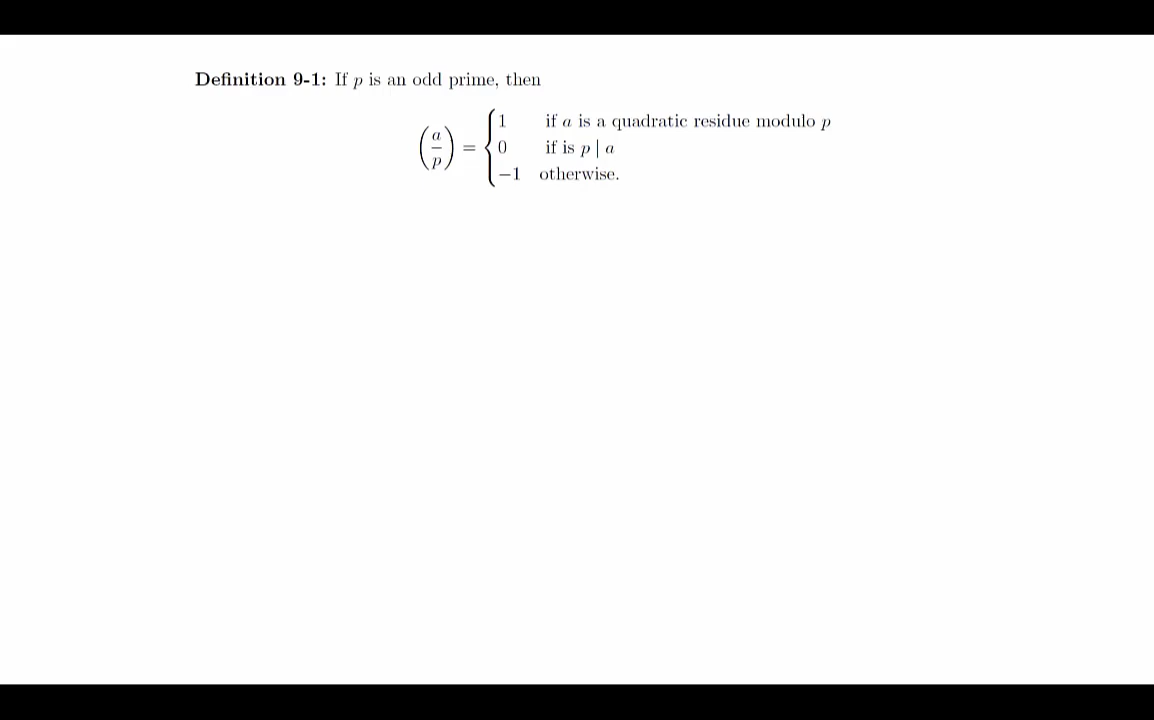 Definition 9-1: If p is an odd prime, then
(a/p) = { 1 if a is a quadratic residue modulo p
0 if is p | a
−1 otherwise.